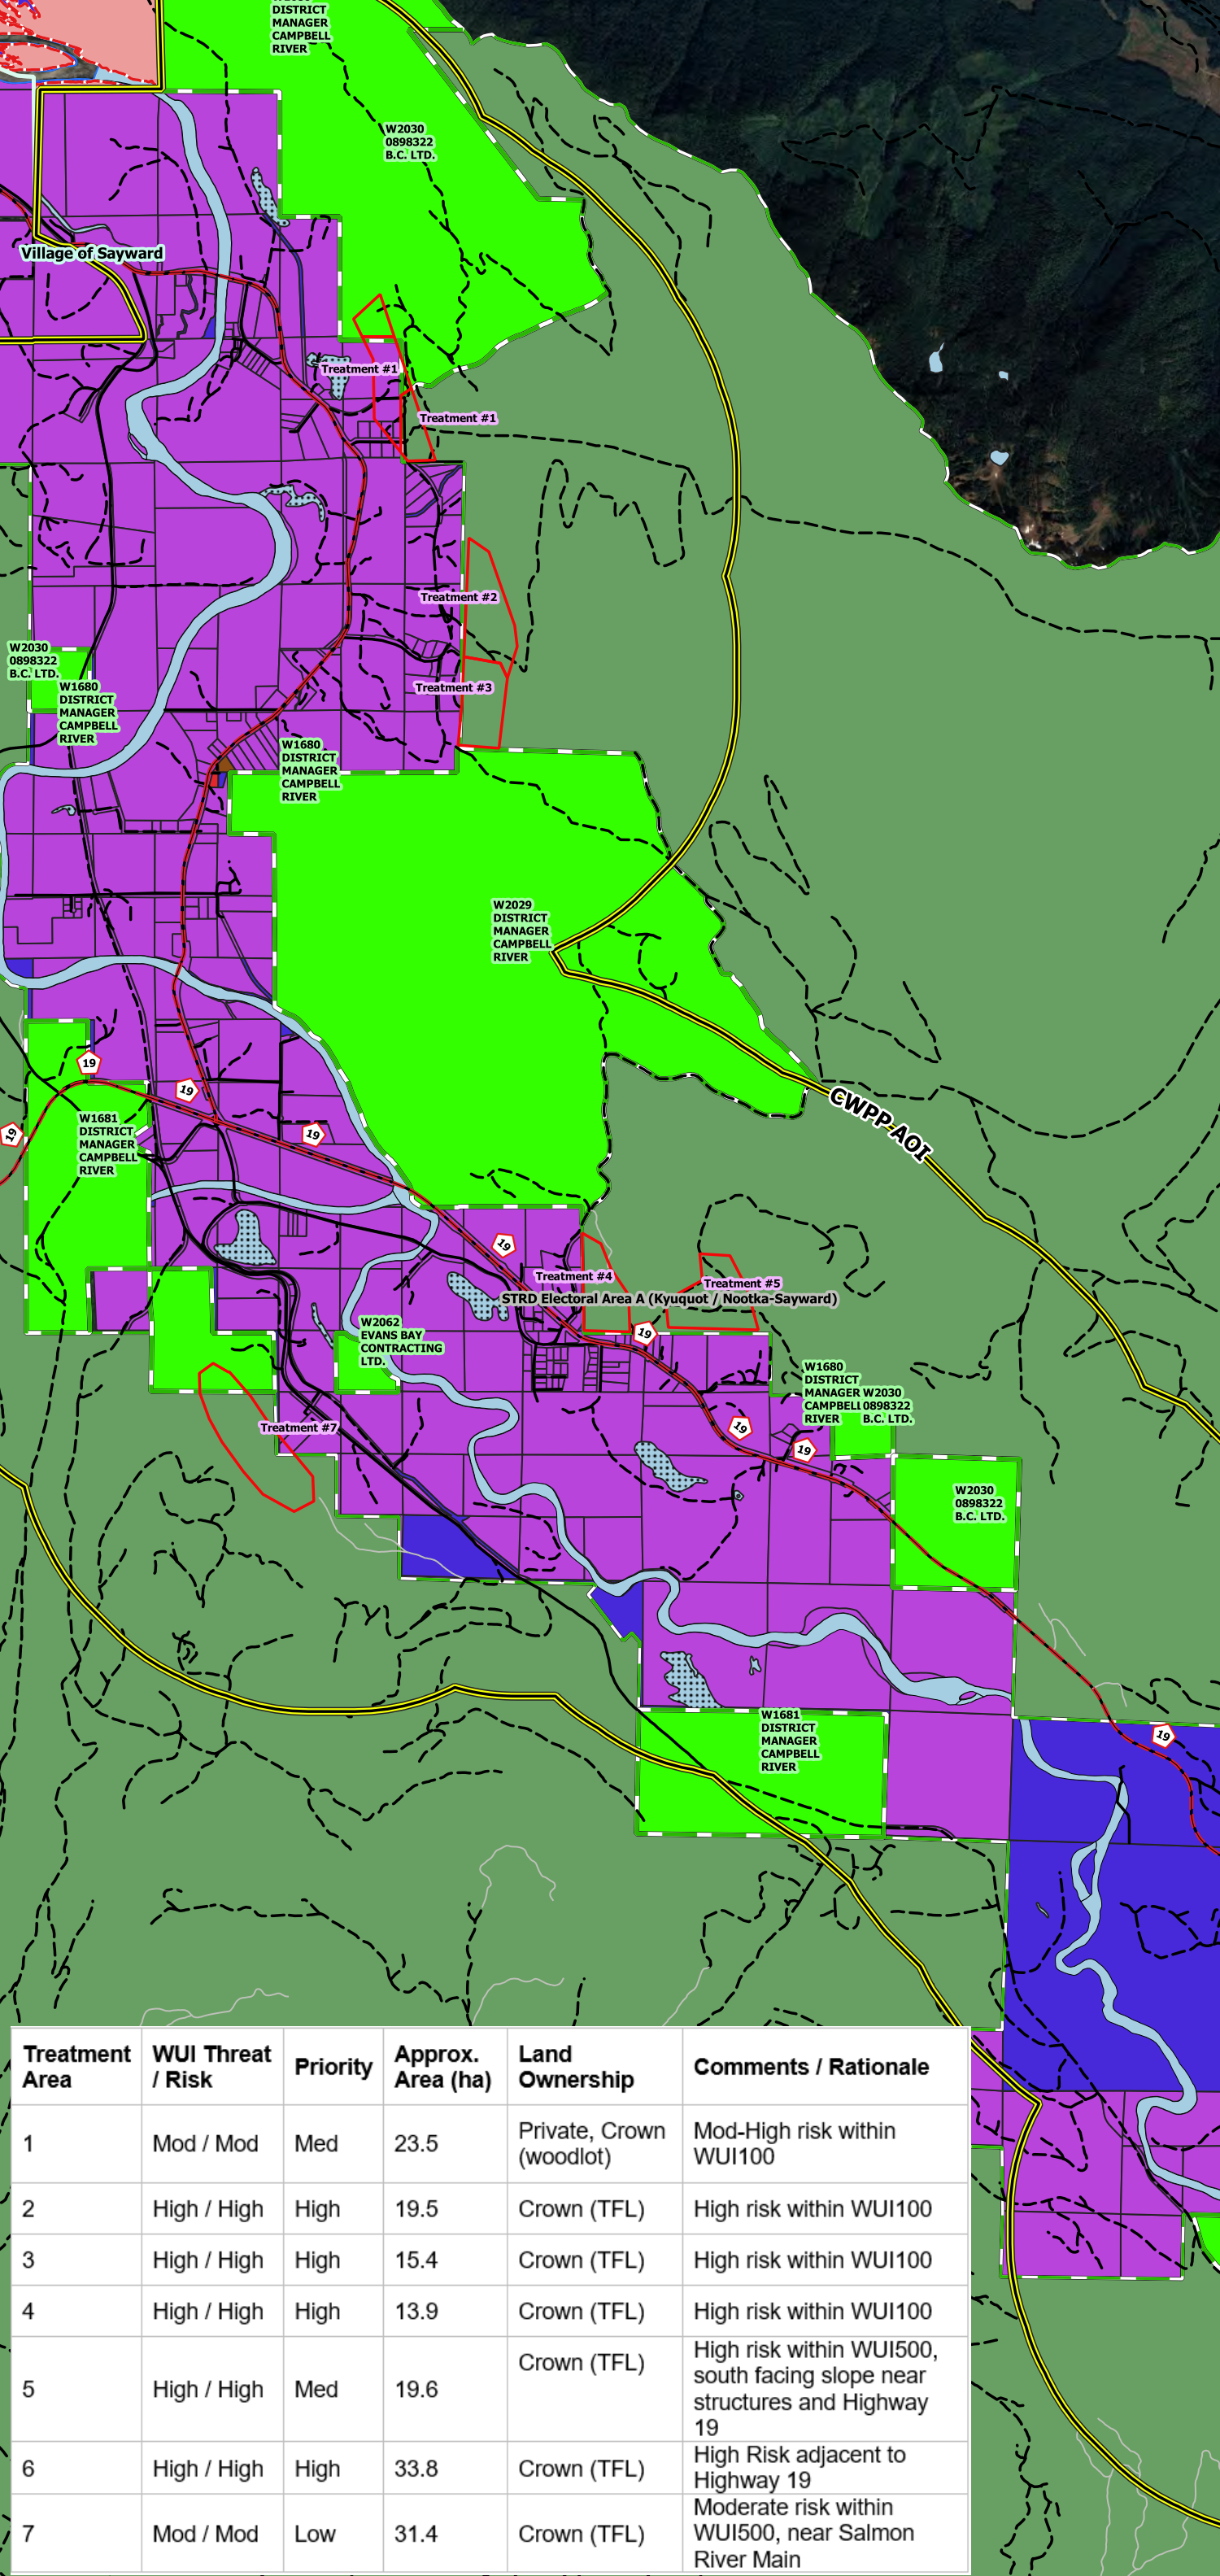 DISTRICT
MANAGER
CAMPBELL
RIVER
W2030
0898322
B.C. LTD.
Village of Sayward
Treatment #1
Treatment #1
Treatment #2
W2030
0898322
B.C. LTD.
W1680
DISTRICT
MANAGER
CAMPBELL
RIVER
Treatment #3
W1680
DISTRICT
MANAGER
CAMPBELL
RIVER
W2029
DISTRICT
MANAGER
CAMPBELL
RIVER
19
19
19
19
W1681
DISTRICT
MANAGER
CAMPBELL
RIVER
CWPP AOI
19
Treatment #4
Treatment #5
STRD Electoral Area A (Kyuquot / Nootka-Sayward)
19
W2062
EVANS BAY
CONTRACTING
LTD.
W1680
DISTRICT
MANAGER
CAMPBELL
RIVER
W2030
0898322
B.C. LTD.
Treatment #7
19
19
W2030
0898322
B.C. LTD.
W1681
DISTRICT
MANAGER
CAMPBELL
RIVER
19
Treatment Area
WUI Threat / Risk
Priority
Approx. Area (ha)
Land Ownership
Comments / Rationale
1
Mod / Mod
Med
23.5
Private, Crown
(woodlot)
Mod-High risk within
WUI100
2
High / High
High
19.5
Crown (TFL)
High risk within WUI100
3
High / High
High
15.4
Crown (TFL)
High risk within WUI100
4
High / High
High
13.9
Crown (TFL)
High risk within WUI100
5
High / High
Med
19.6
Crown (TFL)
High risk within WUI500,
south facing slope near
structures and Highway
19
6
High / High
High
33.8
Crown (TFL)
High Risk adjacent to
Highway 19
7
Mod / Mod
Low
31.4
Crown (TFL)
Moderate risk within
WUI500, near Salmon
River Main